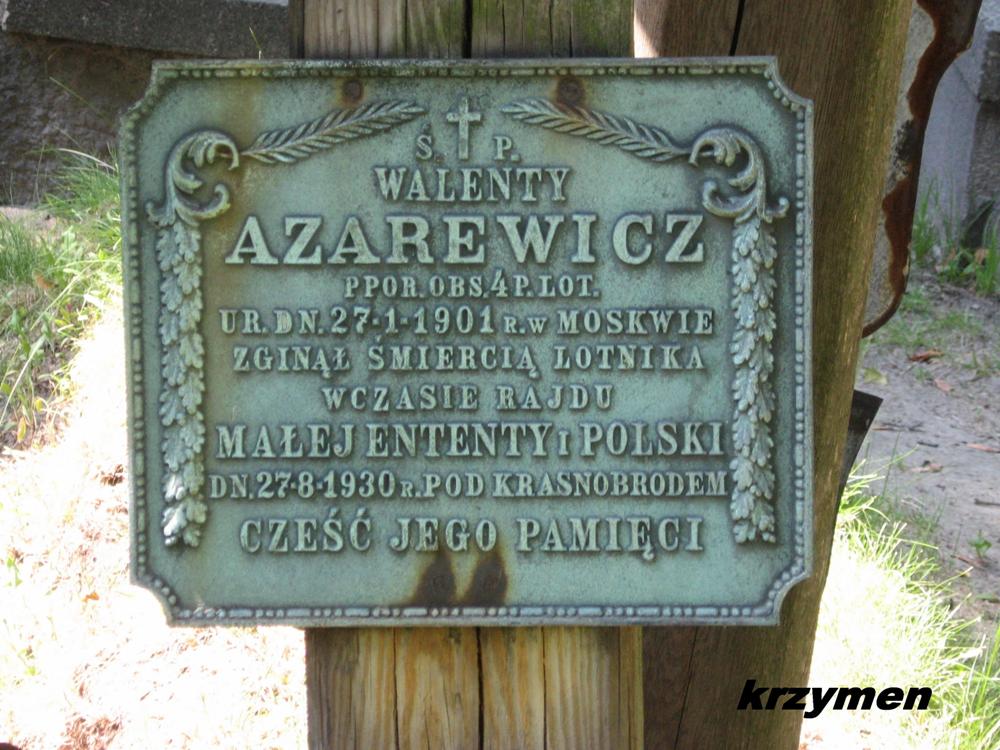 Ś. P.
WALENTY
AZAREWICZ
PPOR. OBS. 4 P. LOT.
UR. DN. 27-1-1901 R. W MOSKWIE
ZGINĄŁ ŚMIERCIĄ LOTNIKA
WCZASIE RAJDU
MAŁEJ ENTENTY I POLSKI
DN. 27-8-1930 R. POD KRASNOBRODEM
CZEŚĆ JEGO PAMIĘCI
krzymen